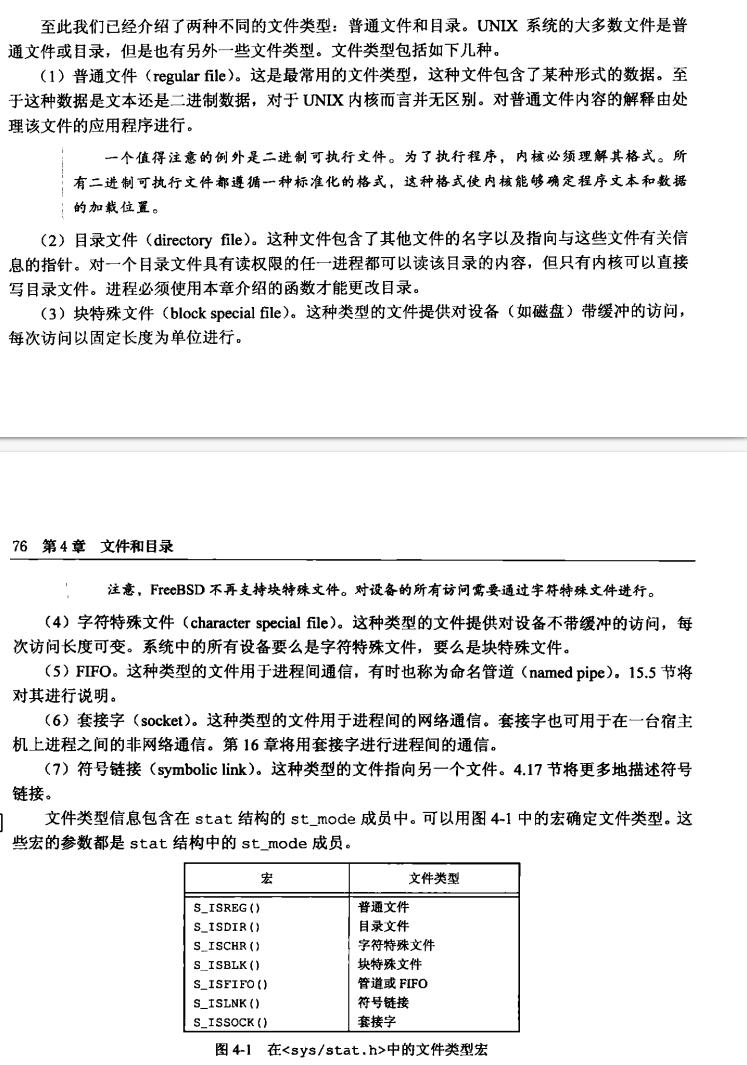 至此我们已经介绍了两种不同的文件类型：普通文件和目录。UNIX 系统的大多数文件是普
通文件或目录，但是也有另外一些文件类型。文件类型包括如下几种。
（1）普通文件（regular file）。这是最常用的文件类型，这种文件包含了某种形式的数据。至
于这种数据是文本还是二进制数据，对于 UNIX 内核而言并无区别。对普通文件内容的解释由处
理该文件的应用程序进行。
一个值得注意的例外是二进制可执行文件。为了执行程序，内核必须理解其格式。所
有二进制可执行文件都遵循一种标准化的格式，这种格式使内核能够确定程序文本和数据
的加载位置。
（2）目录文件（directory file）。这种文件包含了其他文件的名字以及指向与这些文件有关信
息的指针。对一个目录文件具有读权限的任一进程都可以读该目录的内容，但只有内核可以直接
写目录文件。进程必须使用本章介绍的函数才能更改目录。
（3）块特殊文件（block special file）。这种类型的文件提供对设备（如磁盘）带缓冲的访问，
每次访问以固定长度为单位进行。
76 第 4 章 文件和目录
注意，FreeBSD 不再支持块特殊文件。对设备的所有访问需要通过字符特殊文件进行。
（4）字符特殊文件（character special file）。这种类型的文件提供对设备不带缓冲的访问，每
次访问长度可变。系统中的所有设备要么是字符特殊文件，要么是块特殊文件。
（5）FIFO。这种类型的文件用于进程间通信，有时也称为命名管道（named pipe）。15.5 节将
对其进行说明。
（6）套接字（socket）。这种类型的文件用于进程间的网络通信。套接字也可用于在一台宿主
机上进程之间的非网络通信。第 16 章将用套接字进行进程间的通信。
（7）符号链接（symbolic link）。这种类型的文件指向另一个文件。4.17 节将更多地描述符号
链接。
文件类型信息包含在 stat 结构的 st_mode 成员中。可以用图 4-1 中的宏确定文件类型。这
些宏的参数都是 stat 结构中的 st_mode 成员。
宏 文件类型
S_ISREG() 普通文件
S_ISDIR() 目录文件
S_ISCHR() 字符特殊文件
S_ISBLK() 块特殊文件
S_ISFIFO() 管道或 FIFO
S_ISLNK() 符号链接
S_ISSOCK() 套接字
图 4-1 在<sys/stat.h>中的文件类型宏